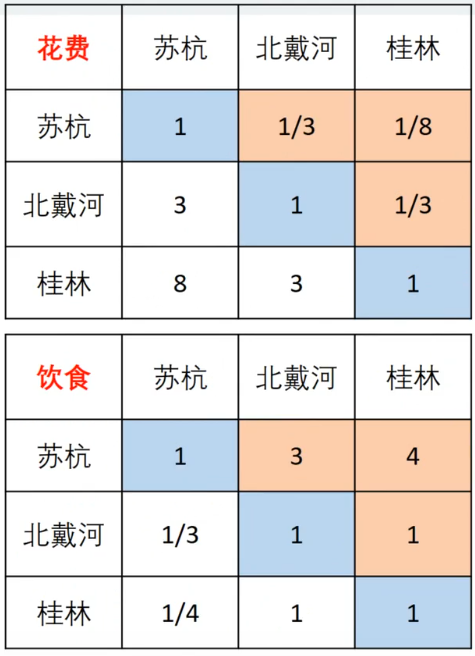 花费 苏杭 北戴河 桂林
苏杭 1 1/3 1/8
北戴河 3 1 1/3
桂林 8 3 1
饮食 苏杭 北戴河 桂林
苏杭 1 3 4
北戴河 1/3 1 1
桂林 1/4 1 1